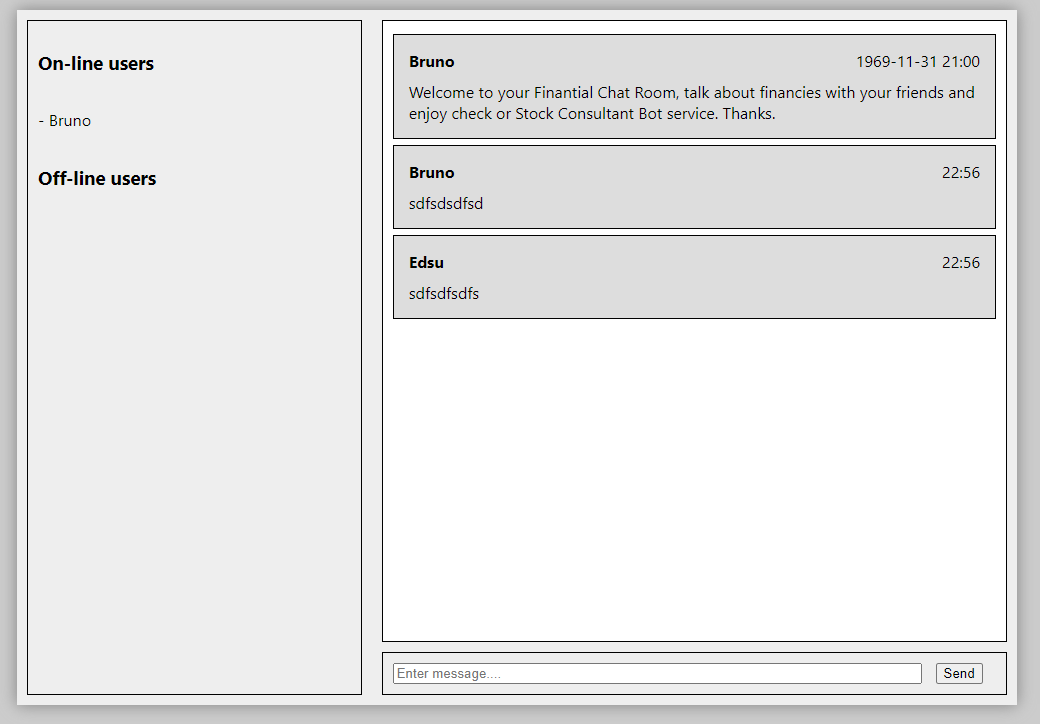 On-line users
- Bruno
Off-line users
Bruno 1969-11-31 21:00
Welcome to your Finantial Chat Room, talk about financies with your friends and
enjoy check or Stock Consultant Bot service. Thanks.
Bruno 22:56
sdfsdsdfsd
Edsu 22:56
sdfsdfsdfs
Enter message.... Send